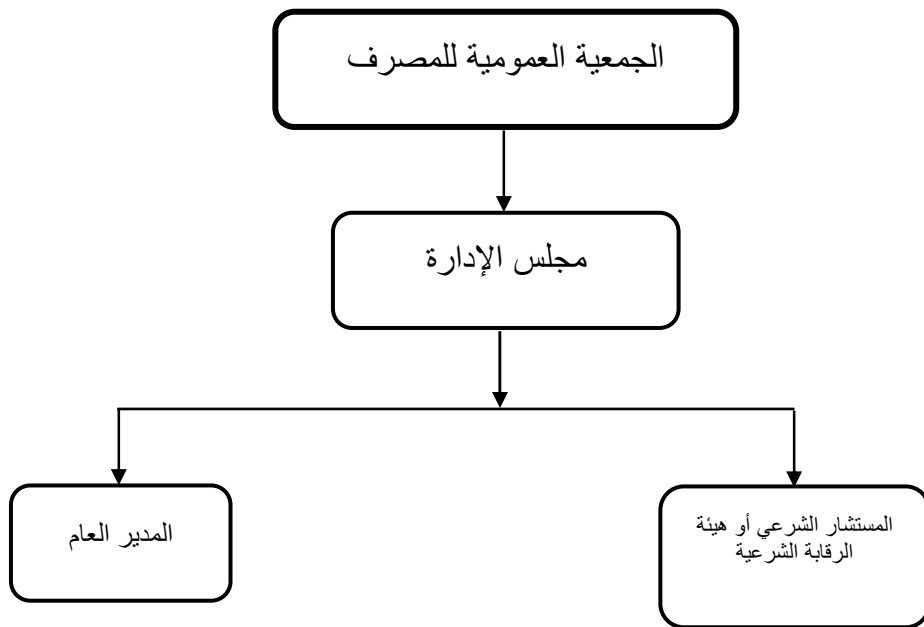 الجمعية العمومية للمصرف
مجلس الإدارة
المستشار الشرعي أو هيئة
الرقابة الشرعية
المدير العام